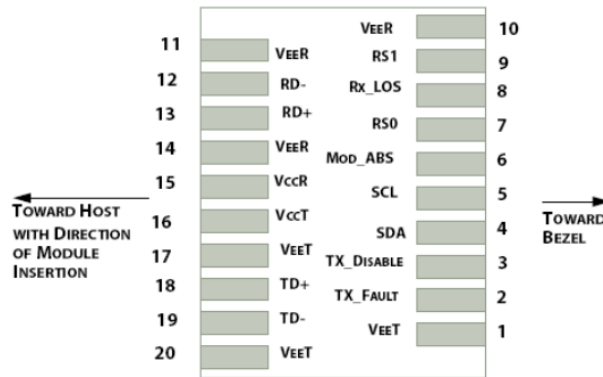 11 VEER
12 RD-
13 RD+
14 VEER
15 VCCR
16 VCCT
17 VEET
18 TD+
19 TD-
20 VEET
VEER 10
RS1 9
RX_LOS 8
RS0 7
MOD_ABS 6
SCL 5
SDA 4
TX_DISABLE 3
TX_FAULT 2
VEET 1
TOWARD HOST
WITH DIRECTION
OF MODULE
INSERTION
TOWARD
BEZEL